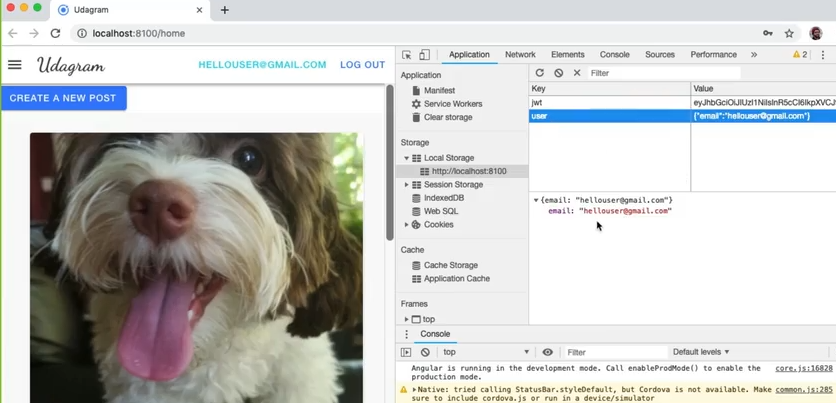 Udagram
localhost:8100/home
Udagram
HELLOUSER@GMAIL.COM LOG OUT
CREATE A NEW POST
Application Network Elements Console Sources Performance » 2
Application
Manifest
Service Workers
Clear storage
Storage
Local Storage
http://localhost:8100
Session Storage
IndexedDB
Web SQL
Cookies
Cache
Cache Storage
Application Cache
Frames
top
Filter
Key Value
jwt
user {"email":"hellouser@gmail.com"}
{email: "hellouser@gmail.com"}
email: "hellouser@gmail.com"
Console
top Filter Default levels
Angular is running in the development mode. Call enableProdMode() to enable the core.js:16828
production mode.
Native: tried calling StatusBar.styleDefault, but Cordova is not available. Make common.js:285
sure to include cordova.js or run in a device/simulator